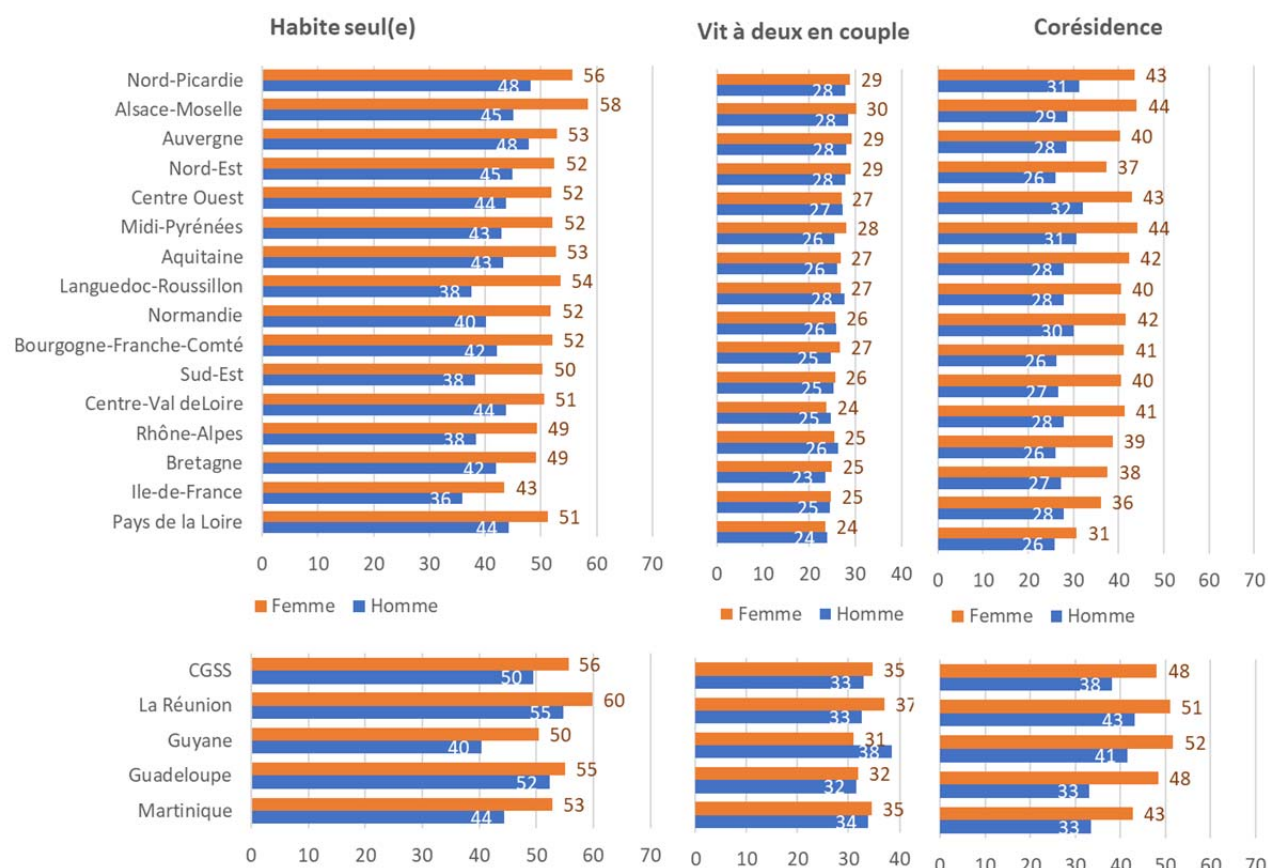 Habite seul(e) Vit à deux en couple Corésidence
Nord-Picardie 56 48 29 28 43 31
Alsace-Moselle 58 45 30 28 44 29
Auvergne 53 48 29 28 40 28
Nord-Est 52 45 29 28 37 26
Centre Ouest 52 44 27 27 43 32
Midi-Pyrénées 52 43 28 26 44 31
Aquitaine 53 43 27 26 42 28
Languedoc-Roussillon 54 38 27 28 40 28
Normandie 52 40 26 26 42 30
Bourgogne-Franche-Comté 52 42 27 25 41 26
Sud-Est 50 38 26 25 40 27
Centre-Val deLoire 51 44 24 25 41 28
Rhône-Alpes 49 38 25 26 39 26
Bretagne 49 42 25 23 38 27
Ile-de-France 43 36 25 25 36 28
Pays de la Loire 51 44 24 24 31 26
0 10 20 30 40 50 60 70 0 10 20 30 40 0 10 20 30 40 50 60 70
Femme Homme Femme Homme Femme Homme
CGSS 56 50 35 33 48 38
La Réunion 60 55 37 33 51 43
Guyane 50 40 31 38 52 41
Guadeloupe 55 52 32 32 48 33
Martinique 53 44 35 34 43 33
0 10 20 30 40 50 60 70 0 10 20 30 40 0 10 20 30 40 50 60 70